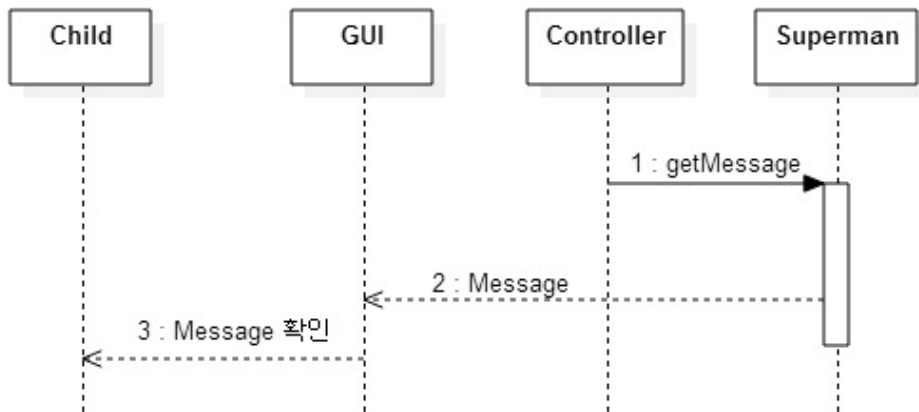 Child
GUI
Controller
Superman
1 : getMessage
2 : Message
3 : Message 확인